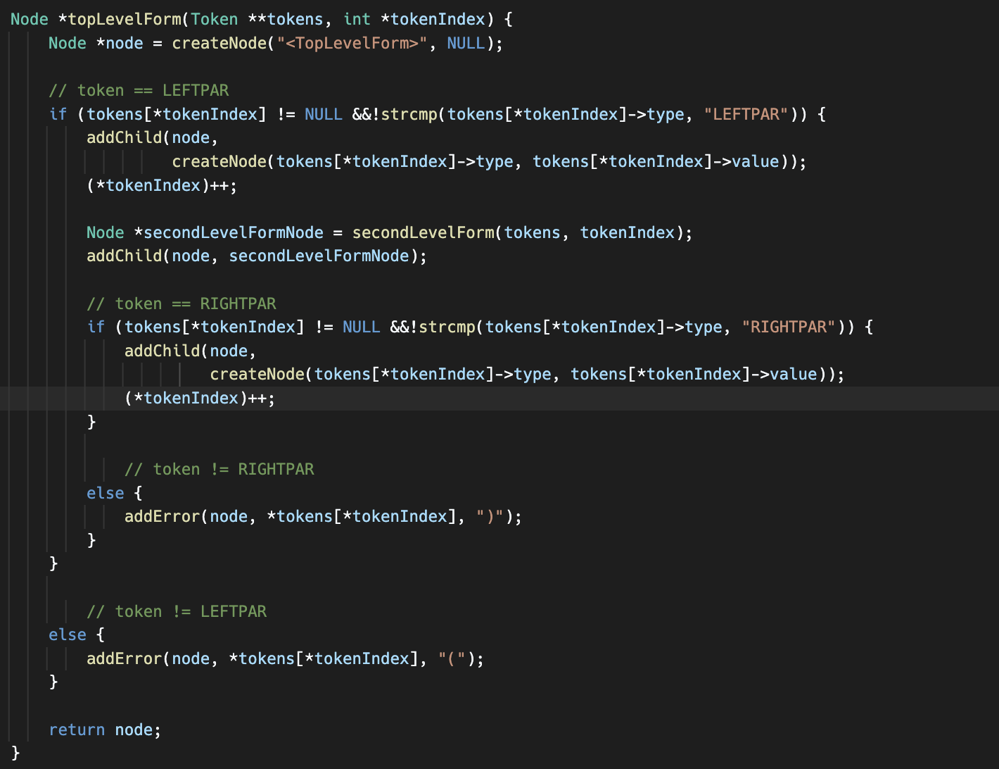 Node *topLevelForm(Token **tokens, int *tokenIndex) {
    Node *node = createNode("<TopLevelForm>", NULL);

    // token == LEFTPAR
    if (tokens[*tokenIndex] != NULL &&!strcmp(tokens[*tokenIndex]->type, "LEFTPAR")) {
        addChild(node,
                 createNode(tokens[*tokenIndex]->type, tokens[*tokenIndex]->value));
        (*tokenIndex)++;

        Node *secondLevelFormNode = secondLevelForm(tokens, tokenIndex);
        addChild(node, secondLevelFormNode);

        // token == RIGHTPAR
        if (tokens[*tokenIndex] != NULL &&!strcmp(tokens[*tokenIndex]->type, "RIGHTPAR")) {
            addChild(node,
                     createNode(tokens[*tokenIndex]->type, tokens[*tokenIndex]->value));
            (*tokenIndex)++;
        }

            // token != RIGHTPAR
        else {
            addError(node, *tokens[*tokenIndex], ")");
        }
    }

        // token != LEFTPAR
    else {
        addError(node, *tokens[*tokenIndex], "(");
    }

    return node;
}